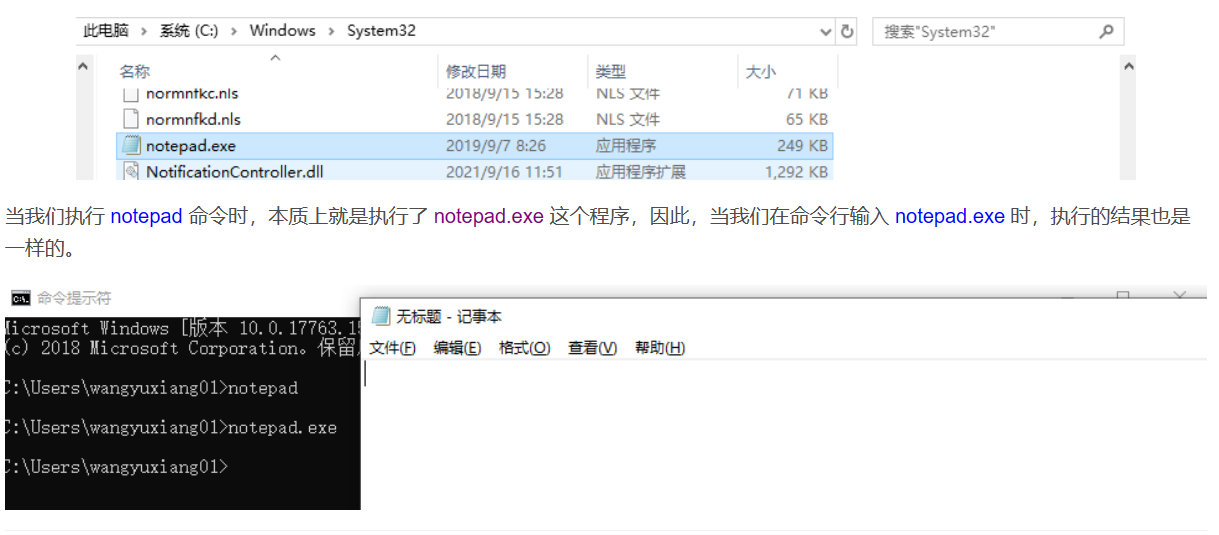 此电脑 > 系统 (C:) > Windows > System32 搜索"System32"
名称 修改日期 类型 大小
normnfkc.nls 2018/9/15 15:28 NLS 文件 71 KB
normnfkd.nls 2018/9/15 15:28 NLS 文件 65 KB
notepad.exe 2019/9/7 8:26 应用程序 249 KB
NotificationController.dll 2021/9/16 11:51 应用程序扩展 1,292 KB
当我们执行 notepad 命令时，本质上就是执行了 notepad.exe 这个程序，因此，当我们在命令行输入 notepad.exe 时，执行的结果也是
一样的。
命令提示符
Microsoft Windows [版本 10.0.17763.15
(c) 2018 Microsoft Corporation。保留
C:\Users\wangyuxiang01>notepad
C:\Users\wangyuxiang01>notepad.exe
C:\Users\wangyuxiang01>
无标题 - 记事本
文件(F) 编辑(E) 格式(O) 查看(V) 帮助(H)